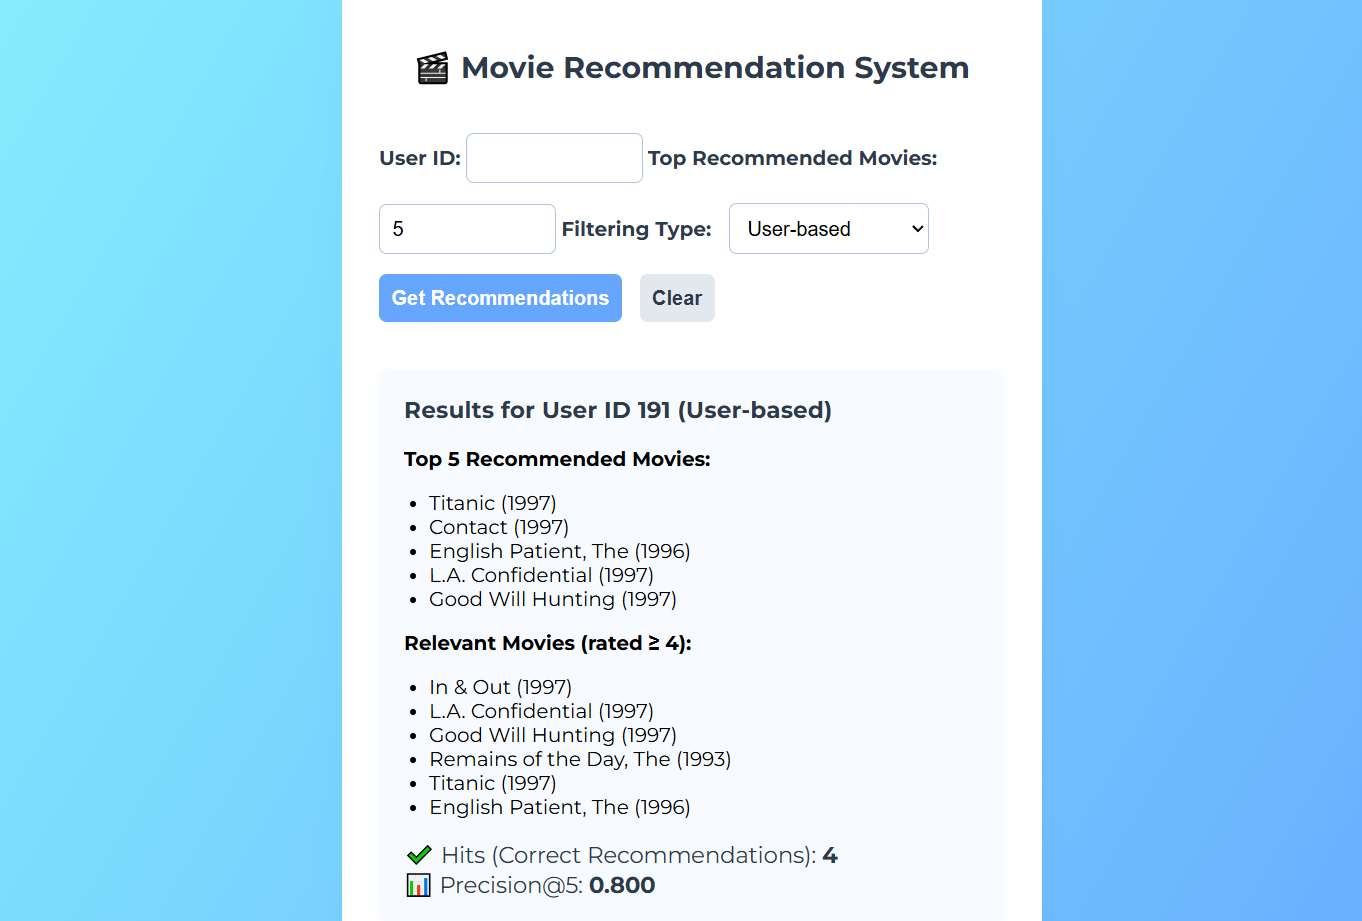 🎬 Movie Recommendation System
User ID: Top Recommended Movies:
5 Filtering Type: User-based
Get Recommendations Clear
Results for User ID 191 (User-based)
Top 5 Recommended Movies:
• Titanic (1997)
• Contact (1997)
• English Patient, The (1996)
• L.A. Confidential (1997)
• Good Will Hunting (1997)
Relevant Movies (rated ≥ 4):
• In & Out (1997)
• L.A. Confidential (1997)
• Good Will Hunting (1997)
• Remains of the Day, The (1993)
• Titanic (1997)
• English Patient, The (1996)
✔ Hits (Correct Recommendations): 4
📊 Precision@5: 0.800